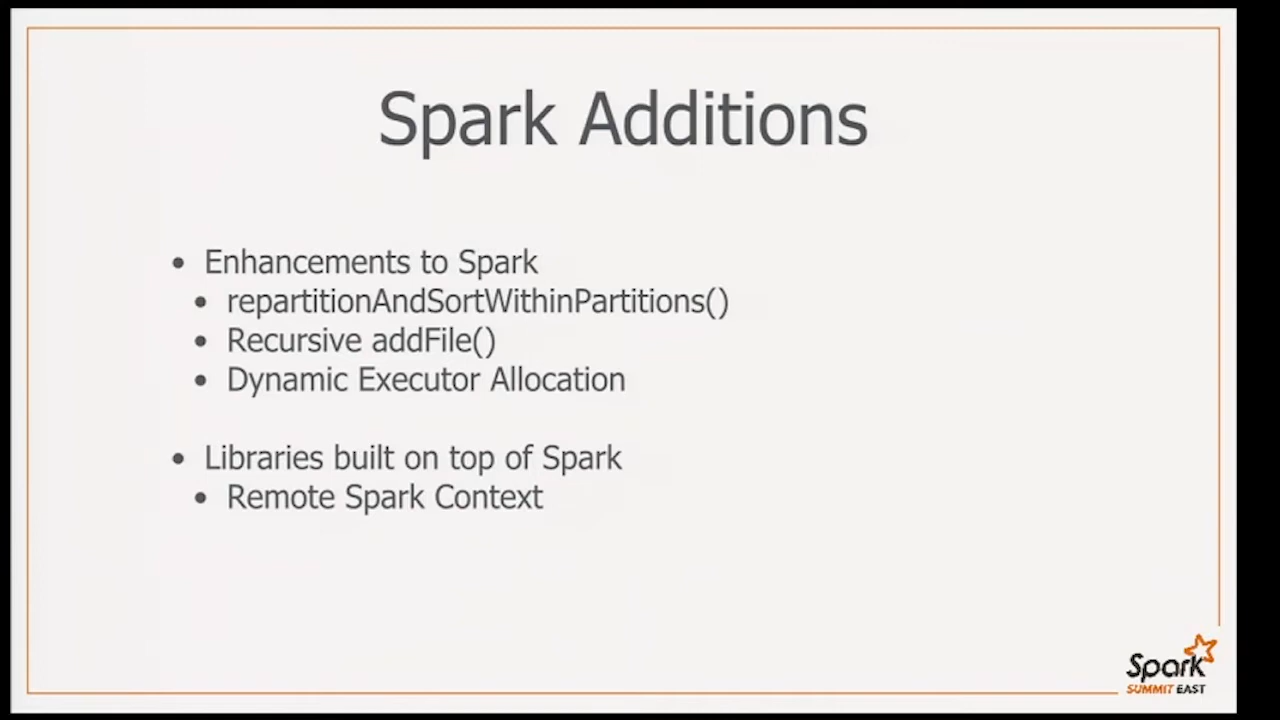 Spark Additions
• Enhancements to Spark
• repartitionAndSortWithinPartitions()
• Recursive addFile()
• Dynamic Executor Allocation
• Libraries built on top of Spark
• Remote Spark Context
Spark
SUMMIT EAST